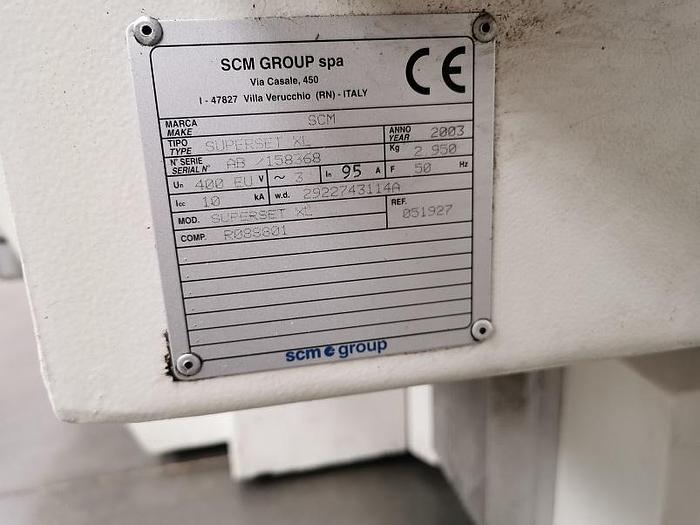 SCM GROUP spa
Via Casale, 450
I - 47827 Villa Verucchio (RN) - ITALY
CE
MARCA
MAKE
SCM
TIPO
TYPE
SUPERSET XL
ANNO
YEAR
2003
N° SERIE
SERIAL N°
AB /158368
Kg
2 950
Un 400 EU V
~ 3
In 95 A
F 50 Hz
Icc 10 kA
w.d. 2922743114A
REF.
051927
MOD. SUPERSET XL
COMP.
scm group